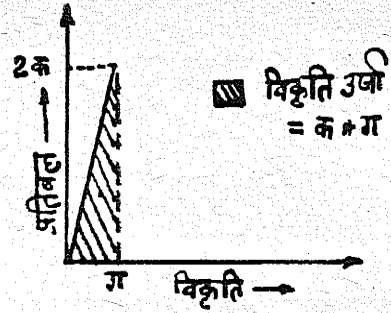 2क
प्रतिबल
विकृति उर्जा
= क * ग
ग
विकृति